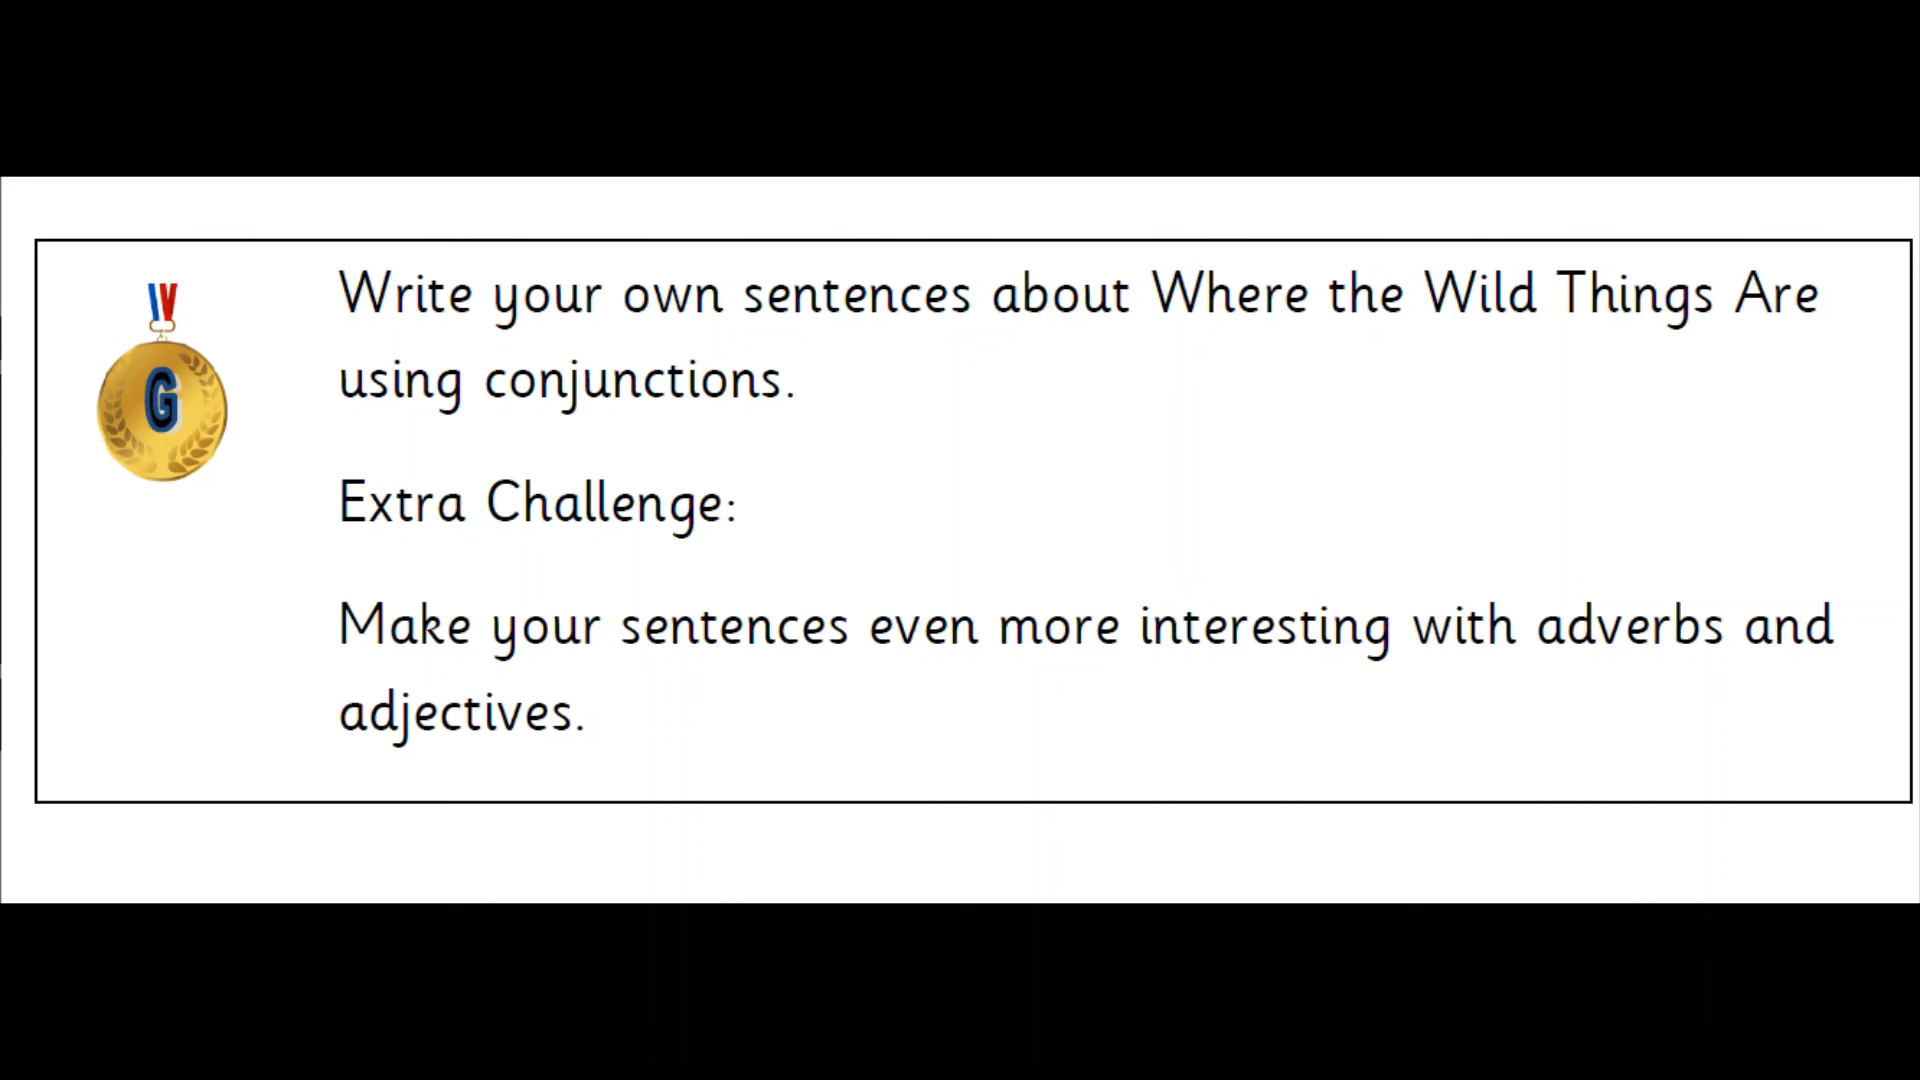 Write your own sentences about Where the Wild Things Are
using conjunctions.
G
Extra Challenge:
Make your sentences even more interesting with adverbs and
adjectives.